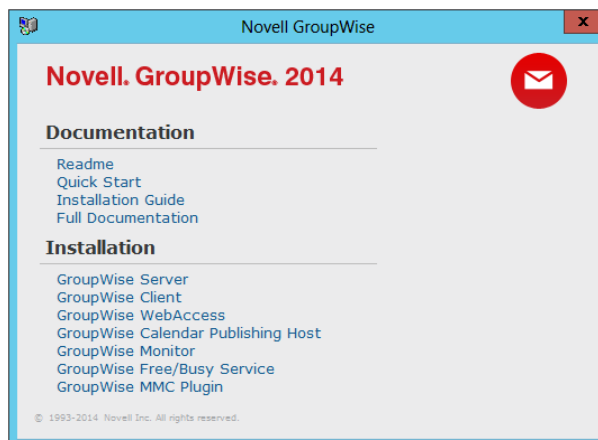 Novell GroupWise
x
Novell. GroupWise. 2014
Documentation
Readme
Quick Start
Installation Guide
Full Documentation
Installation
GroupWise Server
GroupWise Client
GroupWise WebAccess
GroupWise Calendar Publishing Host
GroupWise Monitor
GroupWise Free/Busy Service
GroupWise MMC Plugin
© 1993-2014 Novell Inc. All rights reserved.